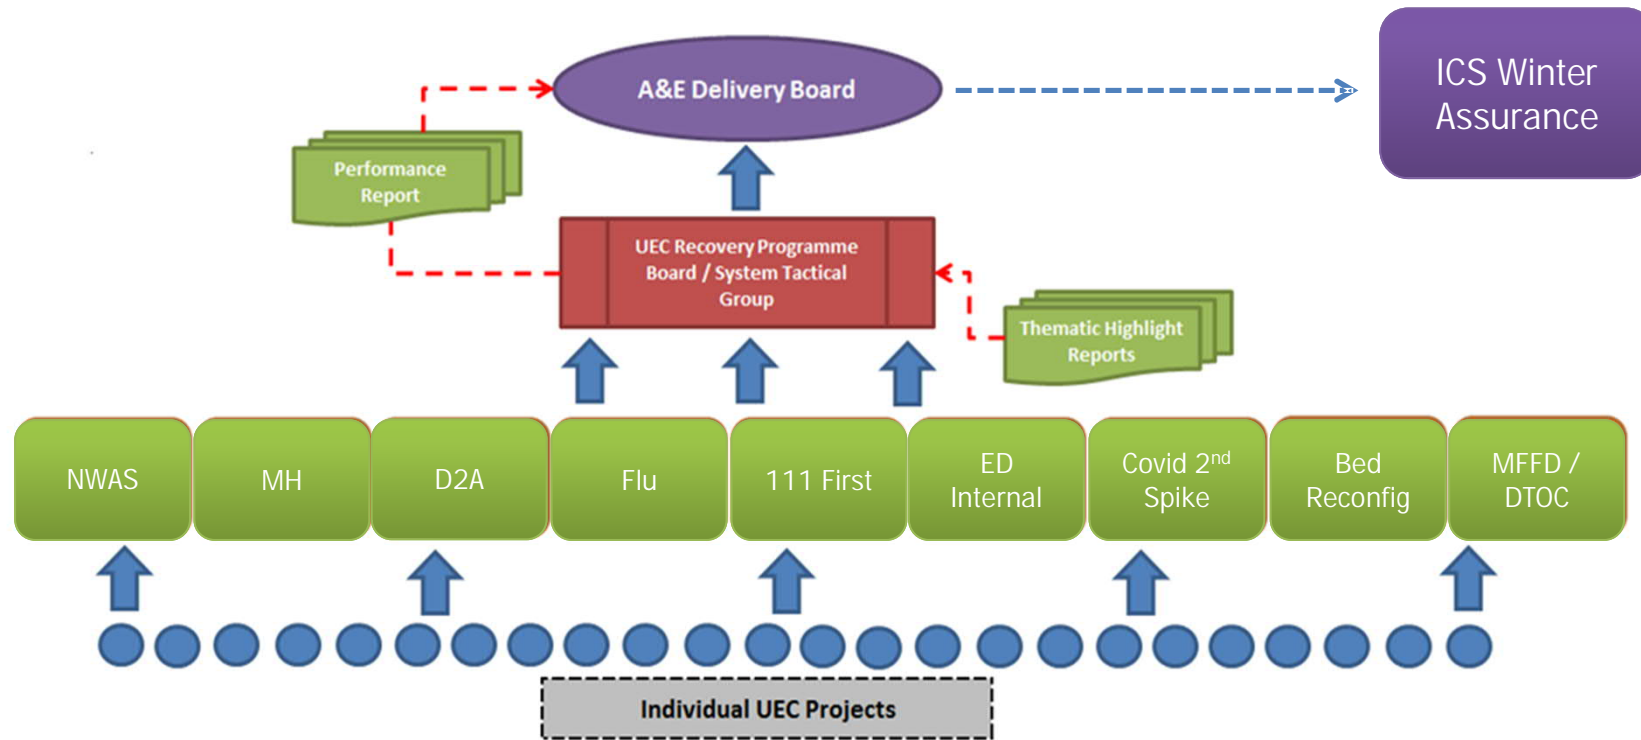 A&E Delivery Board
ICS Winter
Assurance
Performance
Report
UEC Recovery Programme
Board / System Tactical
Group
Thematic Highlight
Reports
NWAS
MH
D2A
Flu
111 First
ED
Internal
Covid 2nd
Spike
Bed
Reconfig
MFFD /
DTOC
Individual UEC Projects